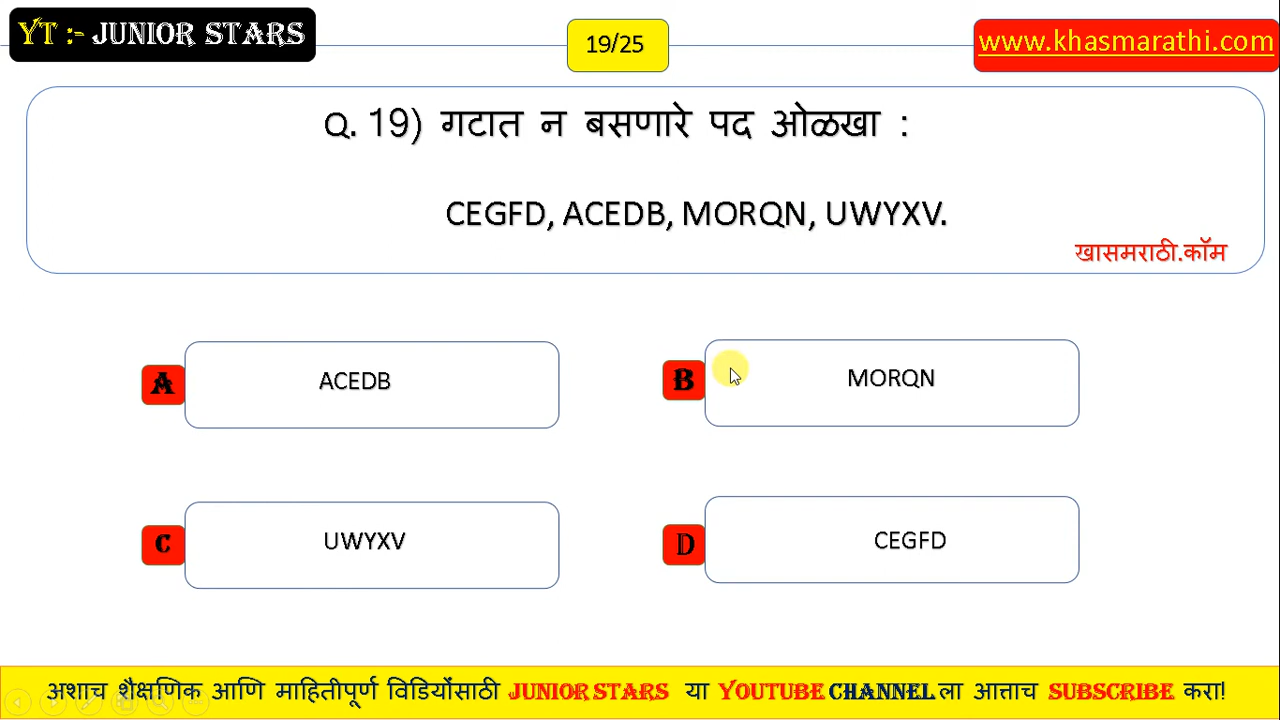 YT :- JUNIOR STARS
19/25
www.khasmarathi.com
Q. 19) गटात न बसणारे पद ओळखा :
CEGFD, ACEDB, MORQN, UWYXV.
खासमराठी.कॉम
A ACEDB
B MORQN
C UWYXV
D CEGFD
अशाच शैक्षणिक आणि माहितीपूर्ण विडियोंसाठी JUNIOR STARS या YOUTUBE CHANNEL ला आत्ताच SUBSCRIBE करा!